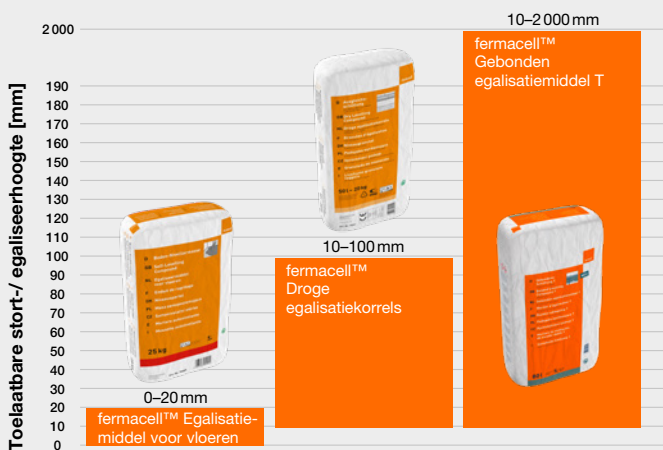 Toelaatbare stort-/ egaliseerhoogte [mm]
2 000
190
180
170
160
150
140
130
120
110
100
90
80
70
60
50
40
30
20
10
0
25 kg
0–20 mm
fermacell™ Egalisatie-
middel voor vloeren
10–100 mm
fermacell™
Droge
egalisatiekorrels
10–2 000 mm
fermacell™
Gebonden
egalisatiemiddel T